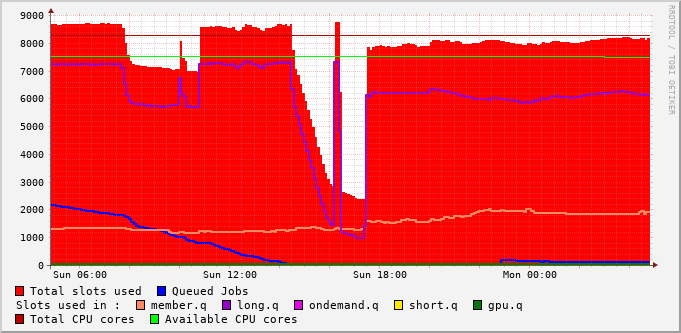 9000
8000
7000
6000
5000
4000
3000
2000
1000
0
Sun 06:00 Sun 12:00 Sun 18:00 Mon 00:00
RRDTOOL / TOBI OETIKER
Total slots used Queued Jobs
Slots used in : member.q long.q ondemand.q short.q gpu.q
Total CPU cores Available CPU cores